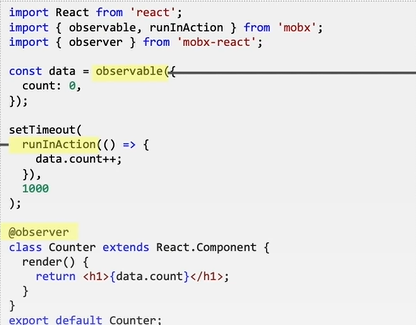 import React from 'react';
import { observable, runInAction } from 'mobx';
import { observer } from 'mobx-react';
const data = observable({
count: 0,
});
setTimeout(
runInAction(() => {
data.count++;
}),
1000
);
@observer
class Counter extends React.Component {
render() {
return <h1>{data.count}</h1>;
}
}
export default Counter;